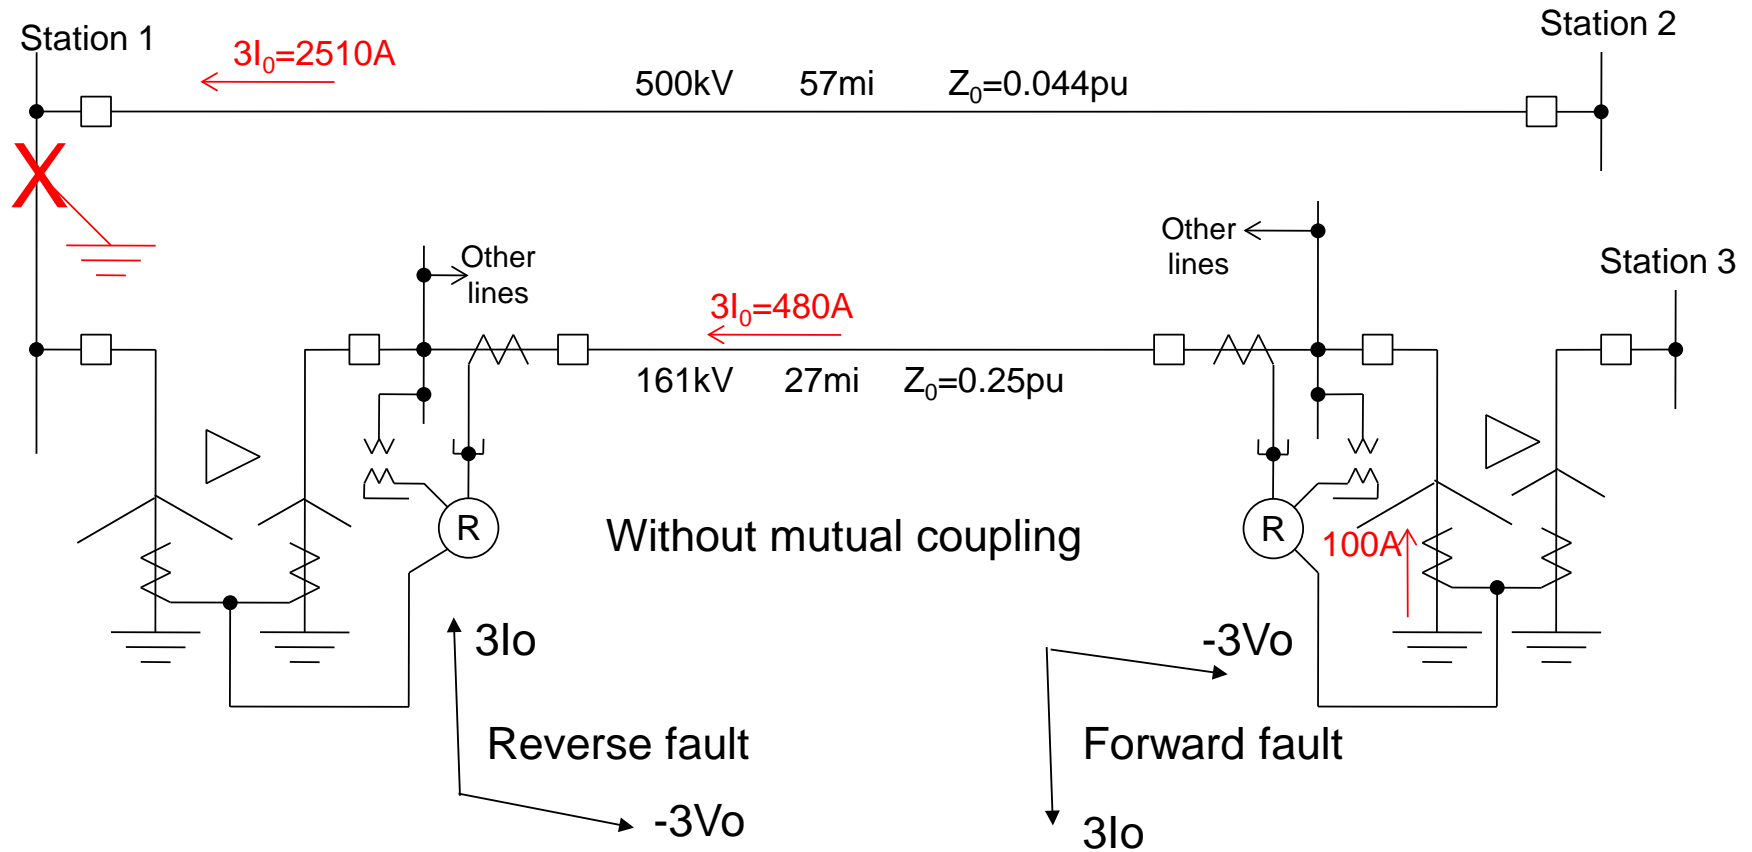 Station 1
Station 2
3I₀=2510A
500kV 57mi Z₀=0.044pu
Other
lines
Other
lines
Station 3
3I₀=480A
161kV 27mi Z₀=0.25pu
R
R
Without mutual coupling
100A
3Io
-3Vo
Reverse fault
Forward fault
-3Vo
3Io